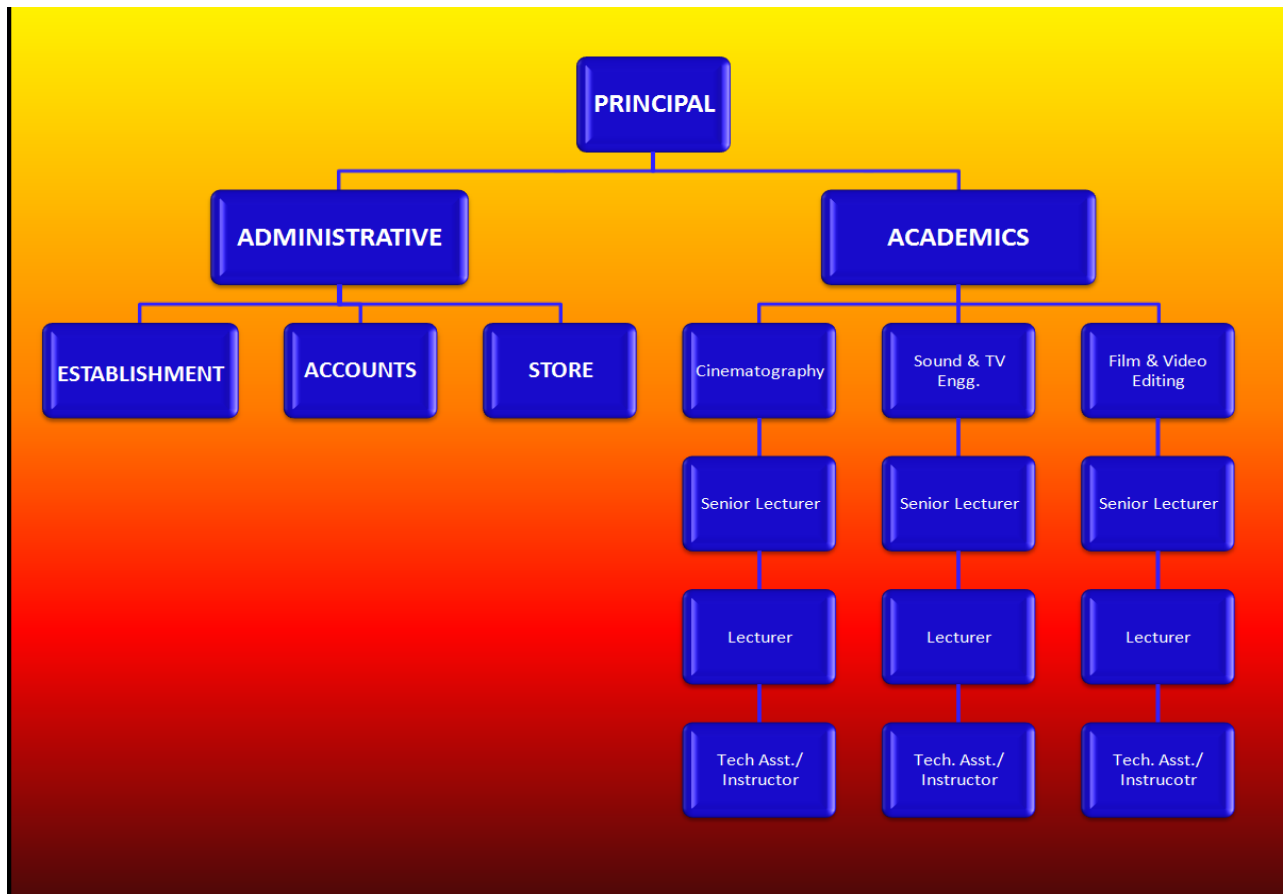 PRINCIPAL
ADMINISTRATIVE
ACADEMICS
ESTABLISHMENT
ACCOUNTS
STORE
Cinematography
Sound & TV
Engg.
Film & Video
Editing
Senior Lecturer
Senior Lecturer
Senior Lecturer
Lecturer
Lecturer
Lecturer
Tech Asst./
Instructor
Tech. Asst./
Instructor
Tech. Asst./
Instrucotr